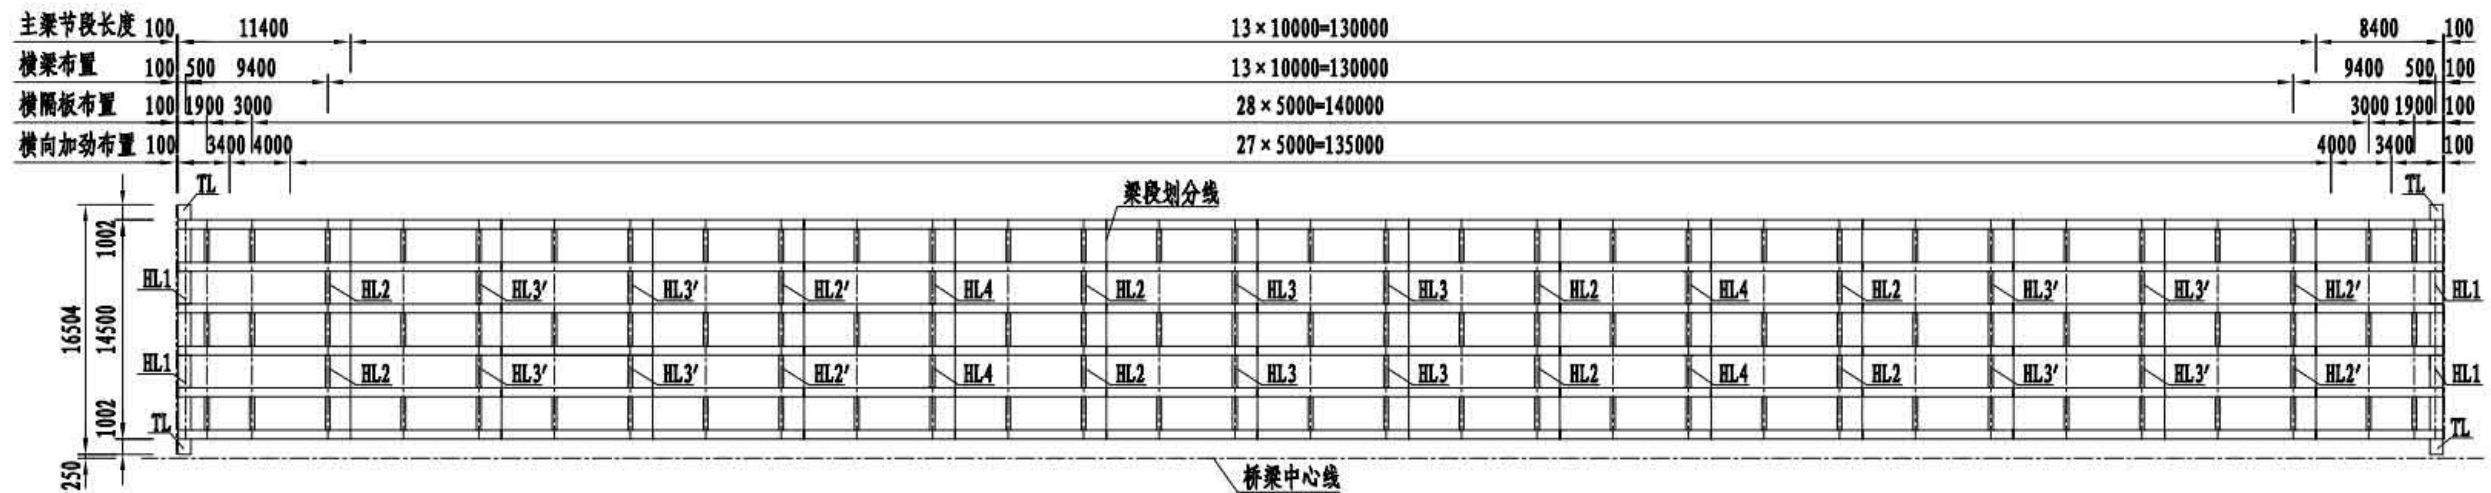 主梁节段长度 100 11400 13×10000=130000 8400 100
横梁布置 100 500 9400 13×10000=130000 9400 500 100
横隔板布置 100 1900 3000 28×5000=140000 3000 1900 100
横向加劲布置 100 3400 4000 27×5000=135000 4000 3400 100
TL 梁段划分线 TL
1002
HL1 HL2 HL3′ HL3′ HL2′ HL4 HL2 HL3 HL3 HL2 HL4 HL2 HL3′ HL3′ HL2′ HL1
16504 14500
HL1 HL2 HL3′ HL3′ HL2′ HL4 HL2 HL3 HL3 HL2 HL4 HL2 HL3′ HL3′ HL2′ HL1
1002
TL TL
250
桥梁中心线